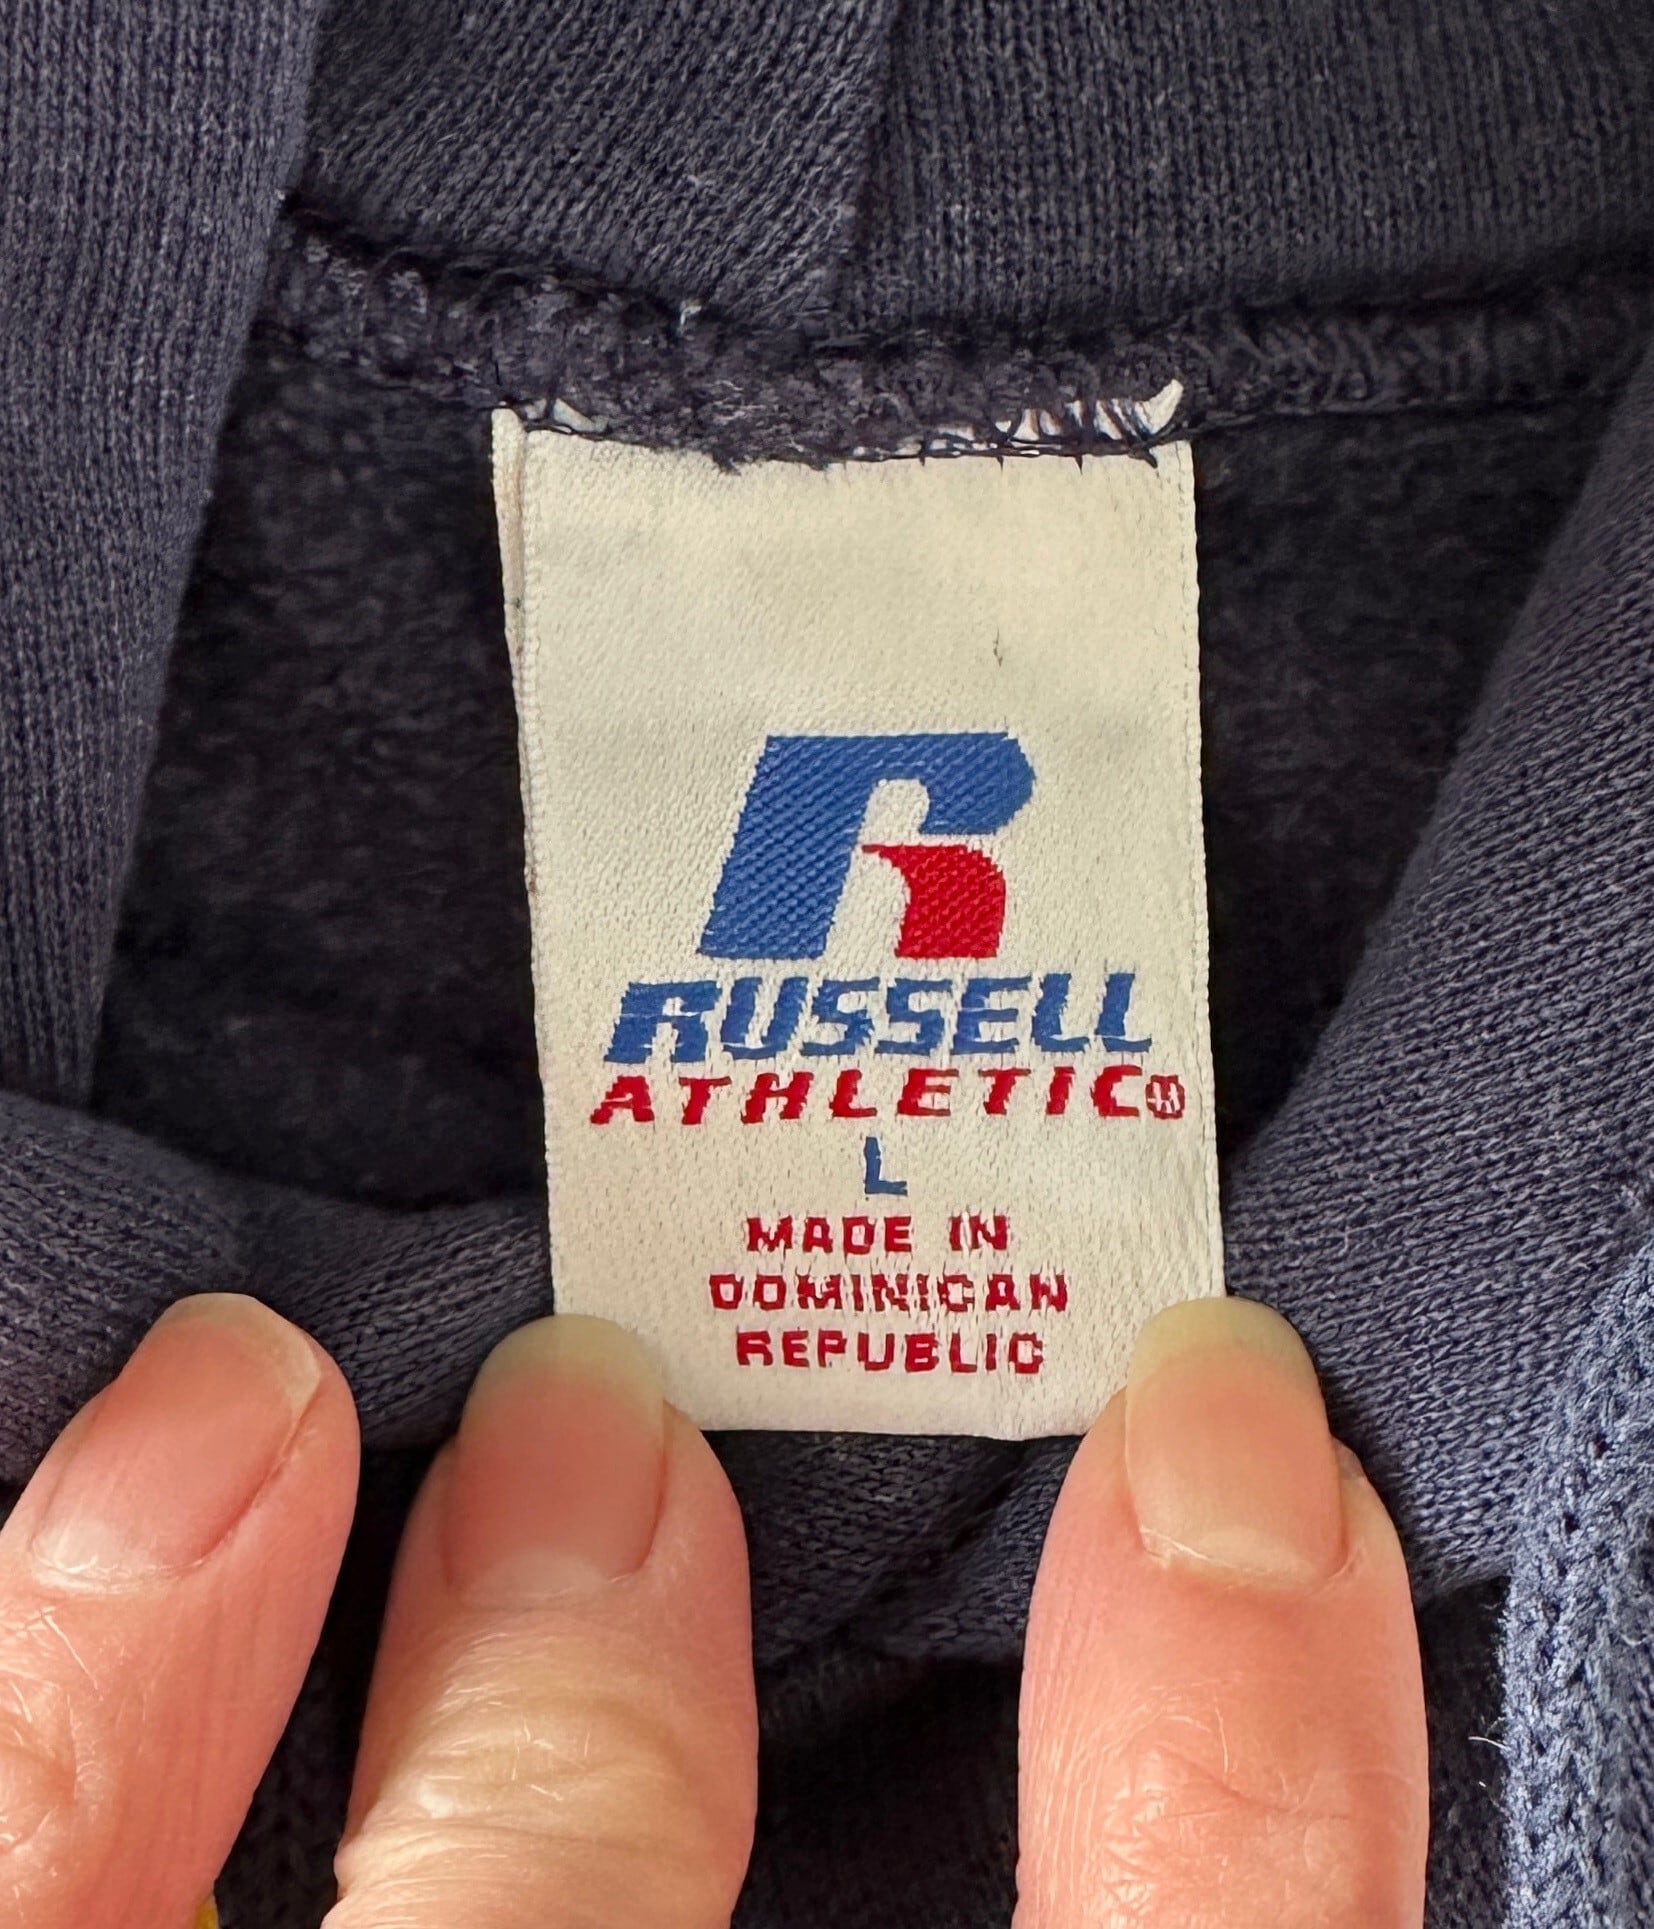 R
RUSSELL
ATHLETIC®
L
MADE IN
DOMINICAN
REPUBLIC